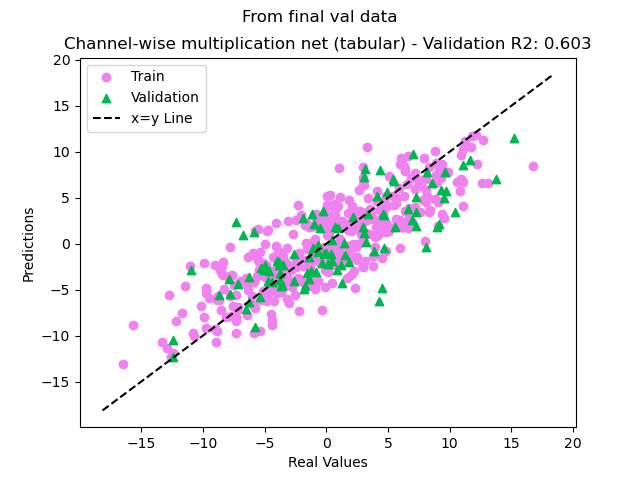 From final val data
Channel-wise multiplication net (tabular) - Validation R2: 0.603
Train
Validation
x=y Line
Predictions
20
15
10
5
0
−5
−10
−15
−15
−10
−5
0
5
10
15
20
Real Values